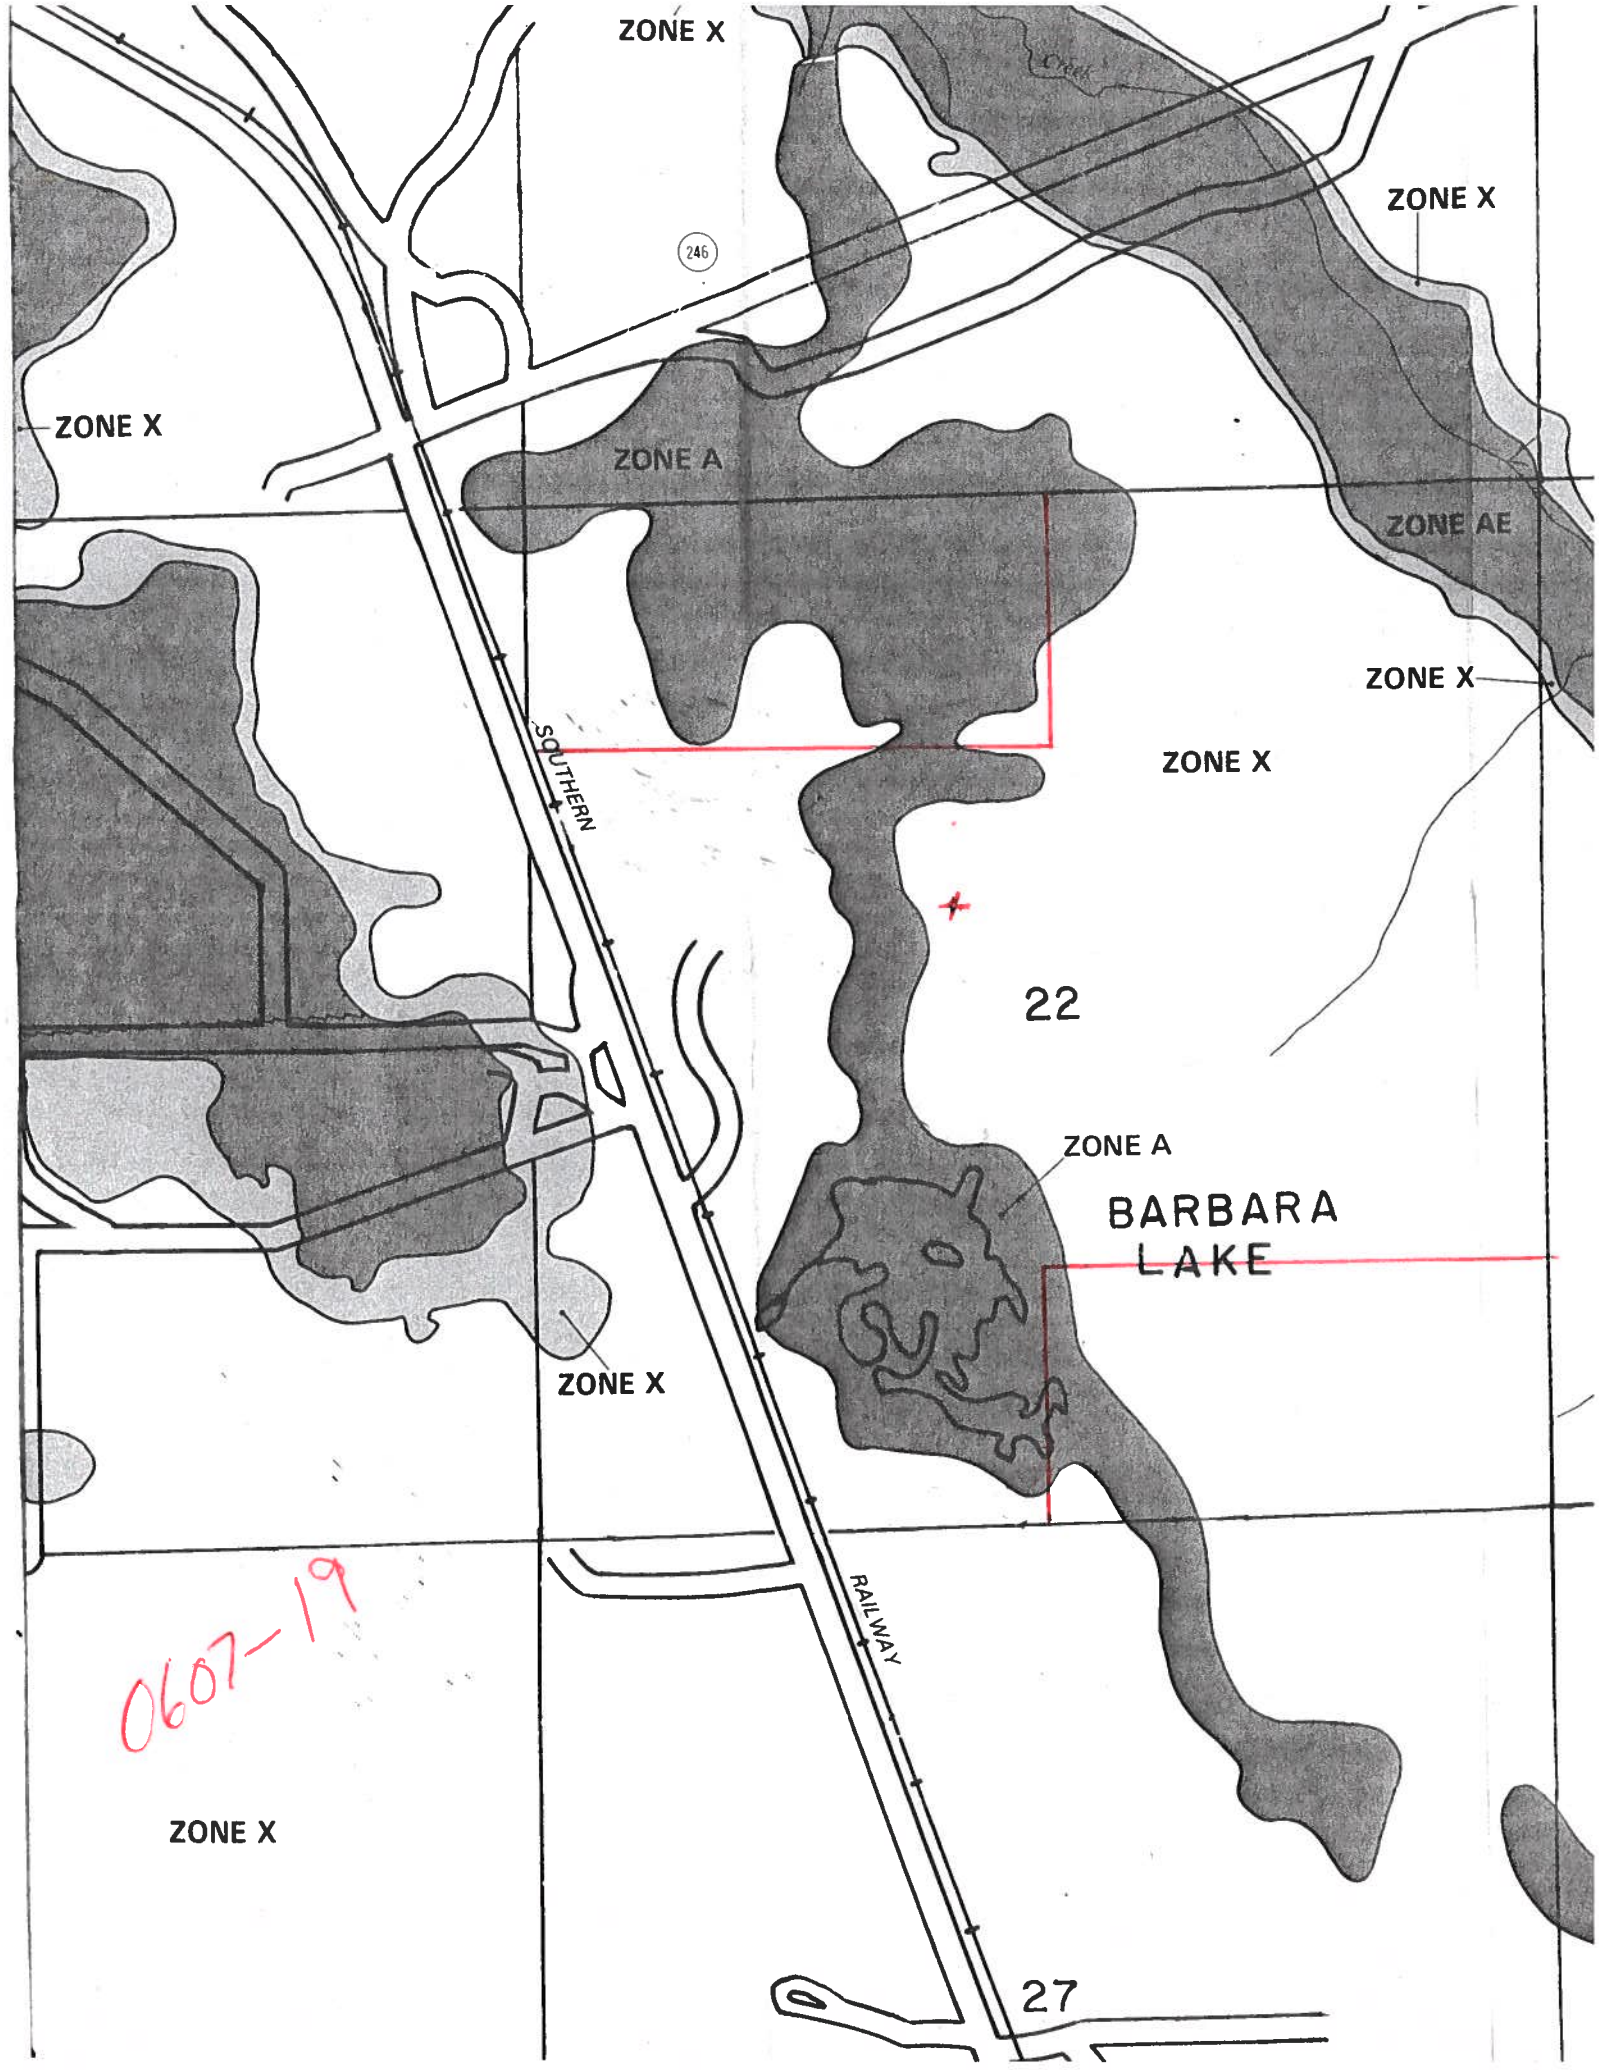 ZONE X
Creek
ZONE X
246
ZONE X
ZONE A
ZONE AE
ZONE X
SOUTHERN
ZONE X
22
ZONE A
BARBARA
LAKE
ZONE X
RAILWAY
0607-19
ZONE X
27